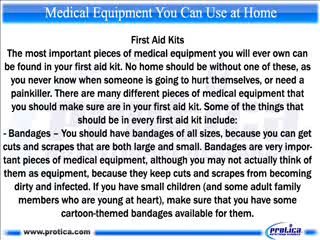 Medical Equipment You Can Use at Home
First Aid Kits
The most important pieces of medical equipment you will ever own can
be found in your first aid kit. No home should be without one of these, as
you never know when someone is going to hurt themselves, or need a
painkiller. There are many different pieces of medical equipment that
you should make sure are in your first aid kit. Some of the things that
should be in every first aid kit include:
- Bandages – You should have bandages of all sizes, because you can get
cuts and scrapes that are both large and small. Bandages are very impor-
tant pieces of medical equipment, although you may not actually think of
them as equipment, because they keep cuts and scrapes from becoming
dirty and infected. If you have small children (and some adult family
members who are young at heart), make sure that you have some
cartoon-themed bandages available for them.
www.protica.com
protica